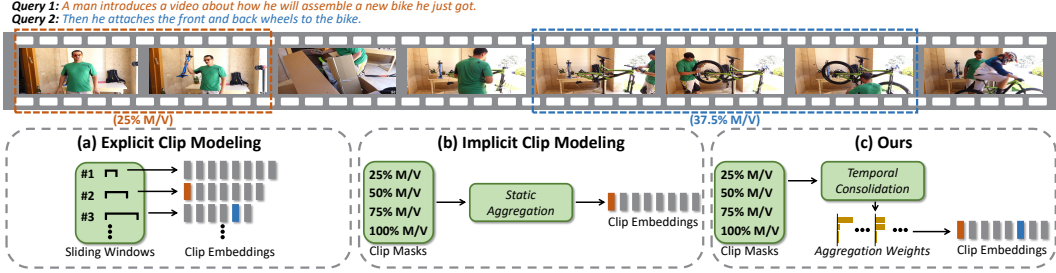 Query 1: A man introduces a video about how he will assemble a new bike he just got.
Query 2: Then he attaches the front and back wheels to the bike.
(25% M/V)
(37.5% M/V)
(a) Explicit Clip Modeling
#1
#2
#3
Sliding Windows
Clip Embeddings
(b) Implicit Clip Modeling
25% M/V
50% M/V
75% M/V
100% M/V
Clip Masks
Static
Aggregation
Clip Embeddings
(c) Ours
25% M/V
50% M/V
75% M/V
100% M/V
Clip Masks
Temporal
Consolidation
Aggregation Weights
Clip Embeddings